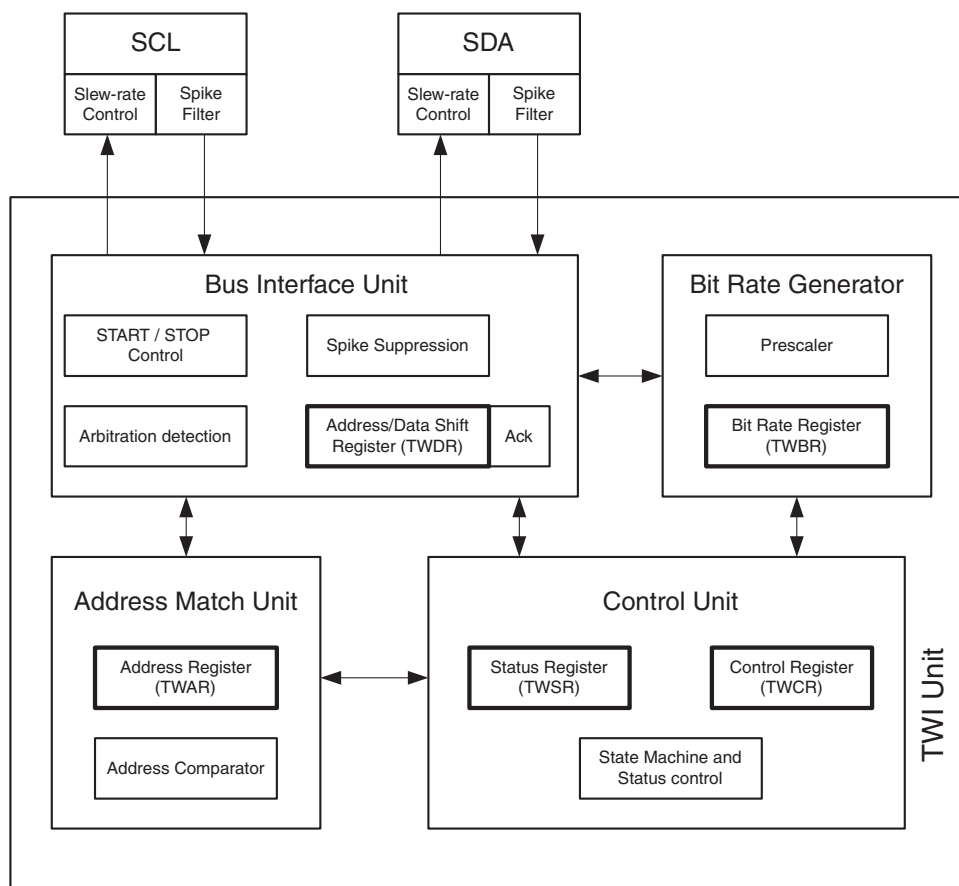 SCL
Slew-rate
Control
Spike
Filter
SDA
Slew-rate
Control
Spike
Filter
Bus Interface Unit
START / STOP
Control
Spike Suppression
Arbitration detection
Address/Data Shift
Register (TWDR)
Ack
Bit Rate Generator
Prescaler
Bit Rate Register
(TWBR)
Address Match Unit
Address Register
(TWAR)
Address Comparator
Control Unit
Status Register
(TWSR)
Control Register
(TWCR)
State Machine and
Status control
TWI Unit